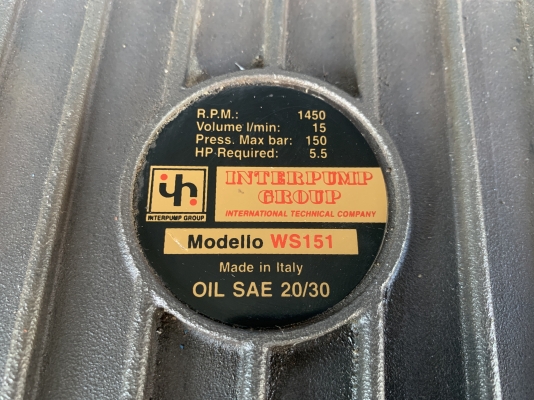 R.P.M.: 1450
Volume l/min: 15
Press. Max bar: 150
HP Required: 5.5
ih
INTERPUMP GROUP
INTERPUMP
GROUP
INTERNATIONAL TECHNICAL COMPANY
Modello WS151
Made in Italy
OIL SAE 20/30